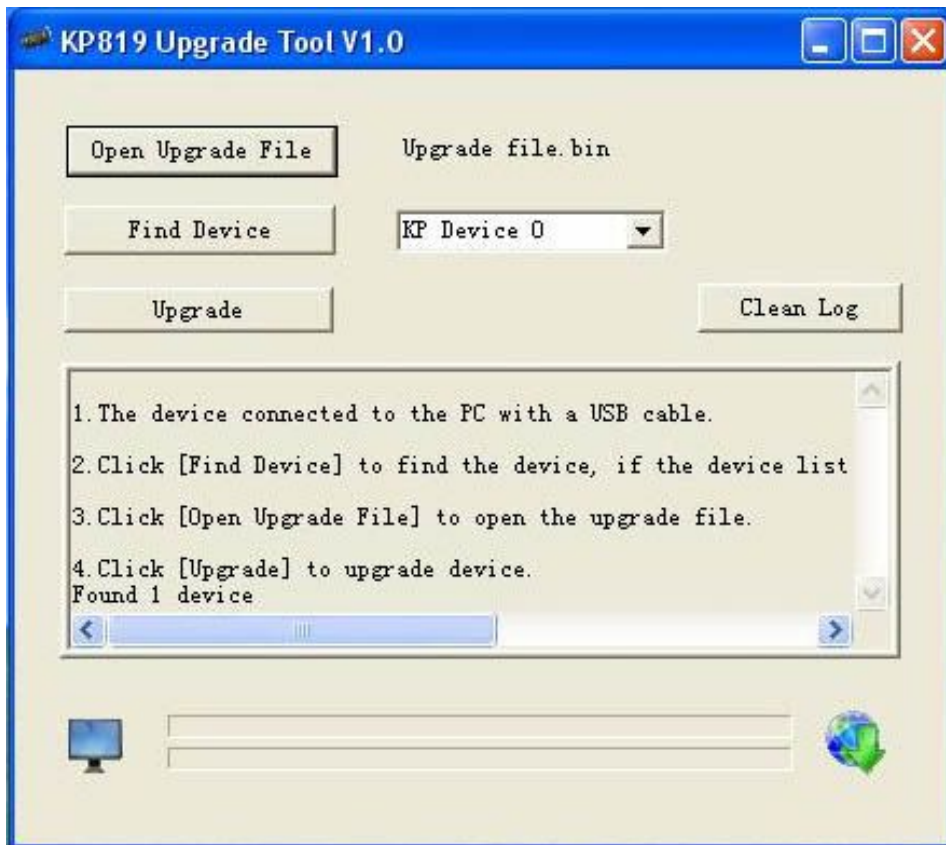 KP819 Upgrade Tool V1.0
Open Upgrade File
Upgrade file.bin
Find Device
KP Device 0
Upgrade
Clean Log
1.The device connected to the PC with a USB cable.
2.Click [Find Device] to find the device, if the device list
3.Click [Open Upgrade File] to open the upgrade file.
4.Click [Upgrade] to upgrade device.
Found 1 device